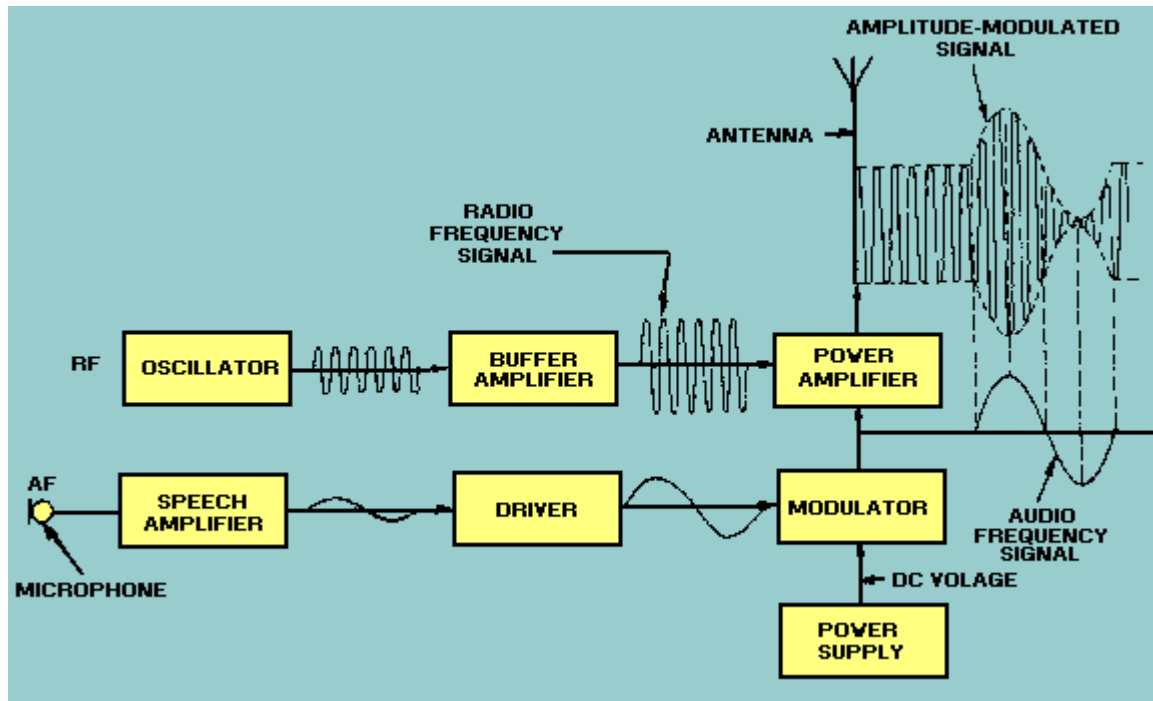 AMPLITUDE-MODULATED
SIGNAL
ANTENNA
RADIO
FREQUENCY
SIGNAL
RF
OSCILLATOR
BUFFER
AMPLIFIER
POWER
AMPLIFIER
AF
SPEECH
AMPLIFIER
DRIVER
MODULATOR
AUDIO
FREQUENCY
SIGNAL
MICROPHONE
DC VOLAGE
POWER
SUPPLY